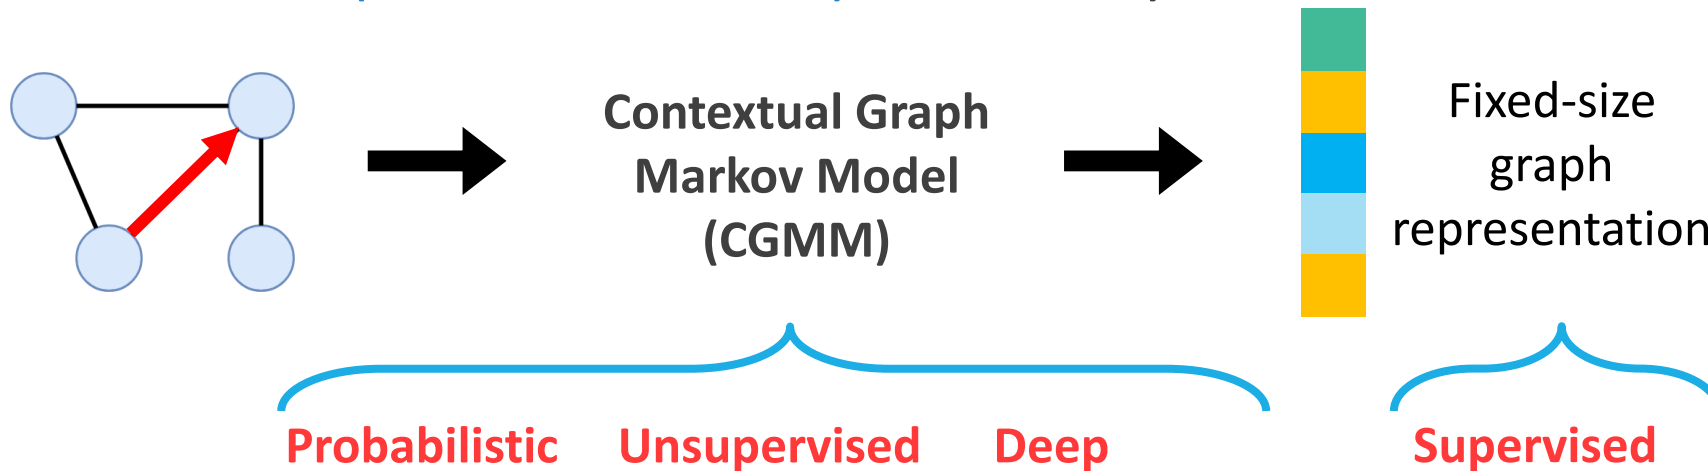 Contextual Graph
Markov Model
(CGMM)
Fixed-size
graph
representation
Probabilistic Unsupervised Deep
Supervised